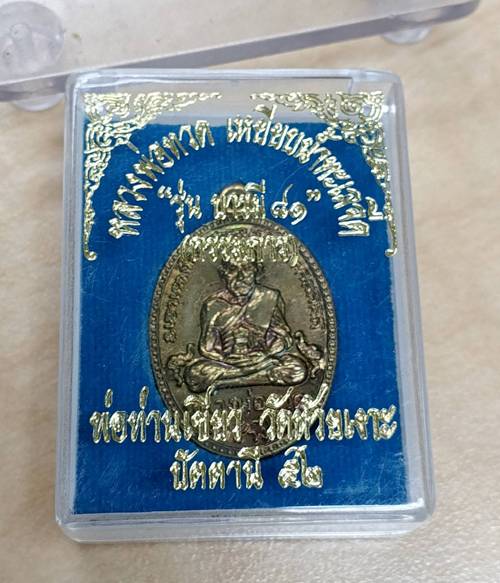 หลวงพ่อทวด เหยียบน้ำทะเลจืด
"รุ่น บารมี ๘๑"
พ่อท่านเขียว วัดห้วยเงาะ
ปัตตานี ๕๒